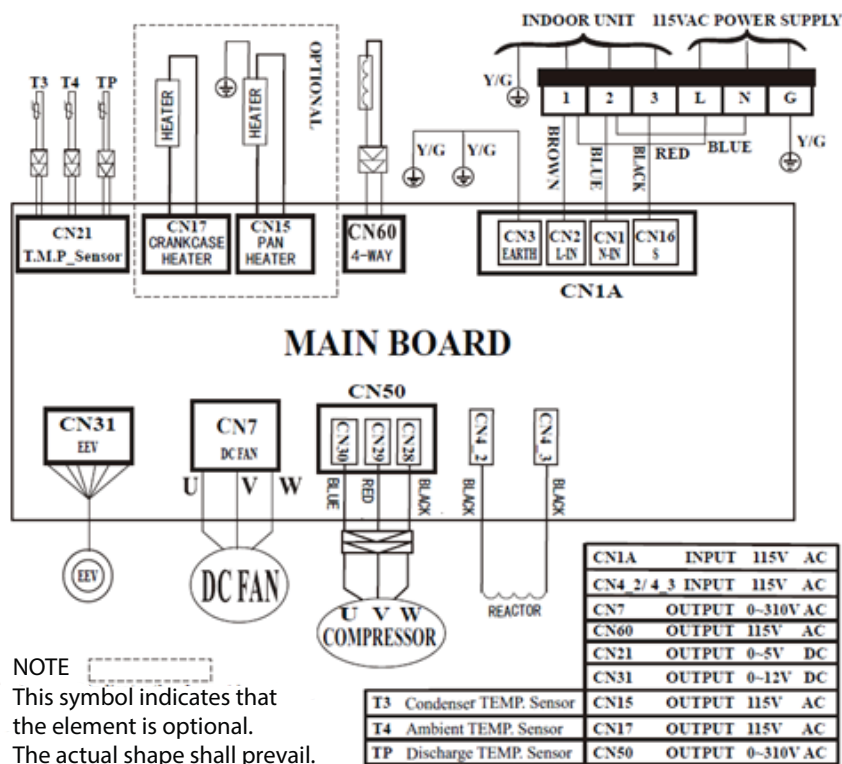 INDOOR UNIT 115VAC POWER SUPPLY
OPTIONAL
T3 T4 TP
HEATER
HEATER
Y/G
1 2 3 L N G
Y/G Y/G
BROWN
BLUE
BLACK
RED BLUE
Y/G
CN21
T.M.P_Sensor
CN17
CRANKCASE
HEATER
CN15
PAN
HEATER
CN60
4-WAY
CN3
EARTH
CN2
L-IN
CN1
N-IN
CN16
S
CN1A
MAIN BOARD
CN31
EEV
CN7
DC FAN
CN50
CN30
CN29
CN28
CN4_2
CN4_3
U V W
BLUE
RED
BLACK
BLACK
BLACK
EEV
DC FAN
U V W
COMPRESSOR
REACTOR
NOTE
This symbol indicates that
the element is optional.
The actual shape shall prevail.
T3 Condenser TEMP. Sensor
T4 Ambient TEMP. Sensor
TP Discharge TEMP. Sensor
CN1A INPUT 115V AC
CN4_2/4_3 INPUT 115V AC
CN7 OUTPUT 0~310V AC
CN60 OUTPUT 115V AC
CN21 OUTPUT 0~5V DC
CN31 OUTPUT 0~12V DC
CN15 OUTPUT 115V AC
CN17 OUTPUT 115V AC
CN50 OUTPUT 0~310V AC